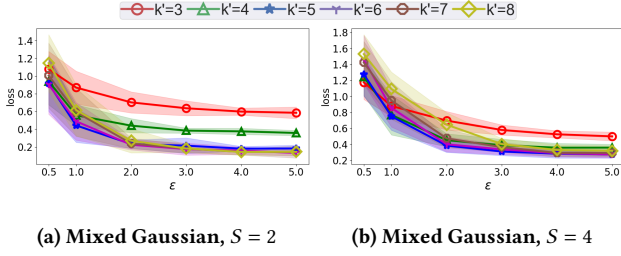 k'=3 k'=4 k'=5 k'=6 k'=7 k'=8
loss
1.4
1.2
1.0
0.8
0.6
0.4
0.2
0.5 1.0 2.0 3.0 4.0 5.0
ε
(a) Mixed Gaussian, S = 2
loss
1.6
1.4
1.2
1.0
0.8
0.6
0.4
0.2
0.5 1.0 2.0 3.0 4.0 5.0
ε
(b) Mixed Gaussian, S = 4